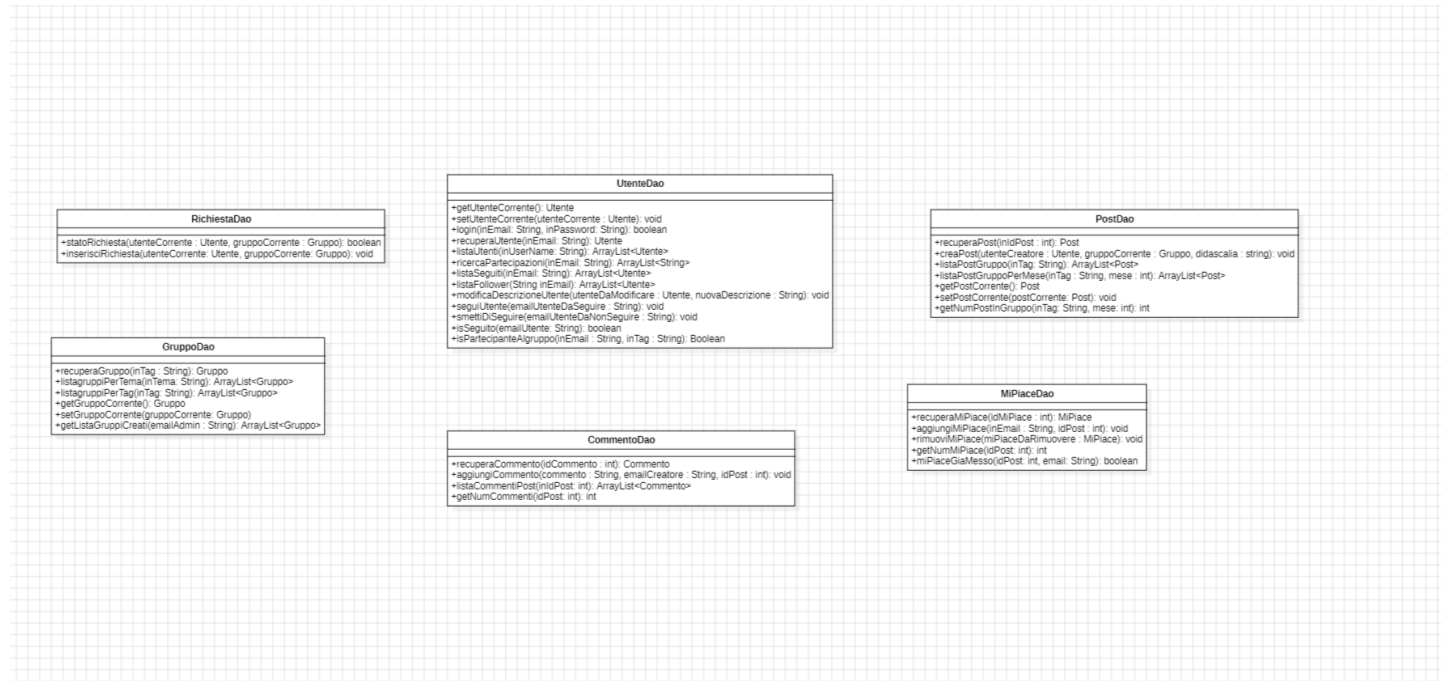 RichiestaDao
+statoRichiesta(utenteCorrente : Utente, gruppoCorrente : Gruppo): boolean
+inserisciRichiesta(utenteCorrente: Utente, gruppoCorrente: Gruppo): void
GruppoDao
+recuperaGruppo(inTag : String): Gruppo
+listagruppiPerTema(inTema: String): ArrayList<Gruppo>
+listagruppiPerTag(inTag: String): ArrayList<Gruppo>
+getGruppoCorrente(): Gruppo
+setGruppoCorrente(gruppoCorrente: Gruppo)
+getListaGruppiCreati(emailAdmin : String): ArrayList<Gruppo>
UtenteDao
+getUtenteCorrente(): Utente
+setUtenteCorrente(utenteCorrente : Utente): void
+login(inEmail: String, inPassword: String): boolean
+recuperaUtente(inEmail: String): Utente
+listaUtenti(inUserName: String): ArrayList<Utente>
+ricercaPartecipazioni(inEmail: String): ArrayList<String>
+listaSeguiti(inEmail: String): ArrayList<Utente>
+listaFollower(String inEmail): ArrayList<Utente>
+modificaDescrizioneUtente(utenteDaModificare : Utente, nuovaDescrizione : String): void
+seguiUtente(emailUtenteDaSeguire : String): void
+smettiDiSeguire(emailUtenteDaNonSeguire : String): void
+isSeguito(emailUtente: String): boolean
+isPartecipanteAlgruppo(inEmail : String, inTag : String): Boolean
CommentoDao
+recuperaCommento(idCommento : int): Commento
+aggiungiCommento(commento : String, emailCreatore : String, idPost : int): void
+listaCommentiPost(inIdPost: int): ArrayList<Commento>
+getNumCommenti(idPost: int): int
PostDao
+recuperaPost(inIdPost : int): Post
+creaPost(utenteCreatore : Utente, gruppoCorrente : Gruppo, didascalia : string): void
+listaPostGruppo(inTag: String): ArrayList<Post>
+listaPostGruppoPerMese(inTag : String, mese : int): ArrayList<Post>
+getPostCorrente(): Post
+setPostCorrente(postCorrente: Post): void
+getNumPostInGruppo(inTag: String, mese: int): int
MiPiaceDao
+recuperaMiPiace(idMiPiace : int): MiPiace
+aggiungiMiPiace(inEmail : String, idPost : int): void
+rimuoviMiPiace(miPiaceDaRimuovere : MiPiace): void
+getNumMiPiace(idPost: int): int
+miPiaceGiaMesso(idPost: int, email: String): boolean